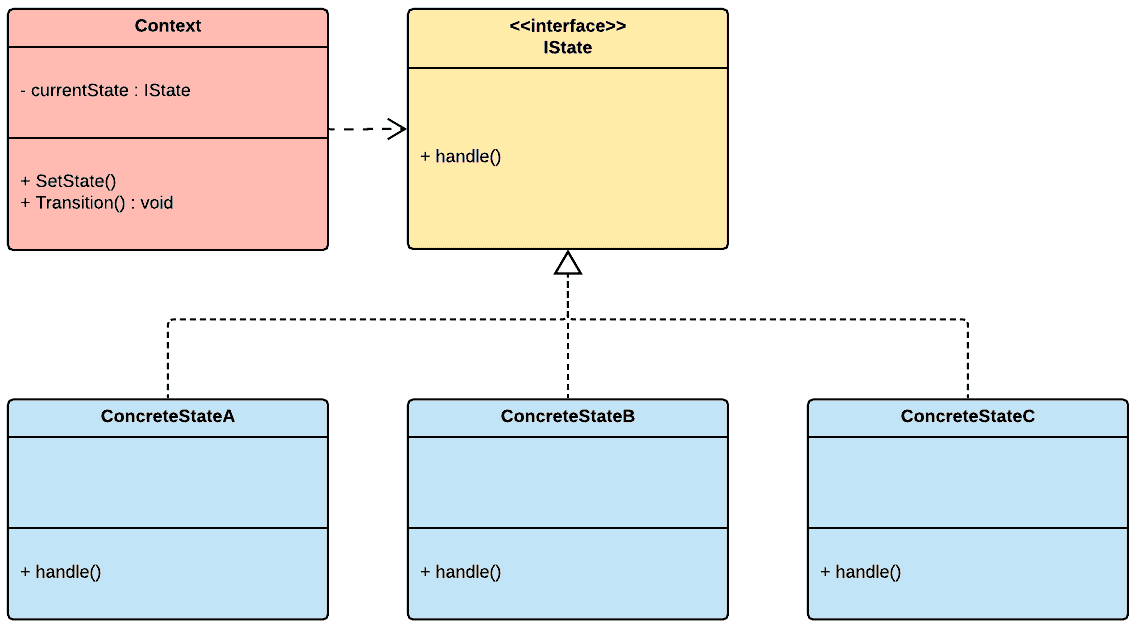 Context
- currentState : IState
+ SetState()
+ Transition() : void
<<interface>>
IState
+ handle()
ConcreteStateA
+ handle()
ConcreteStateB
+ handle()
ConcreteStateC
+ handle()